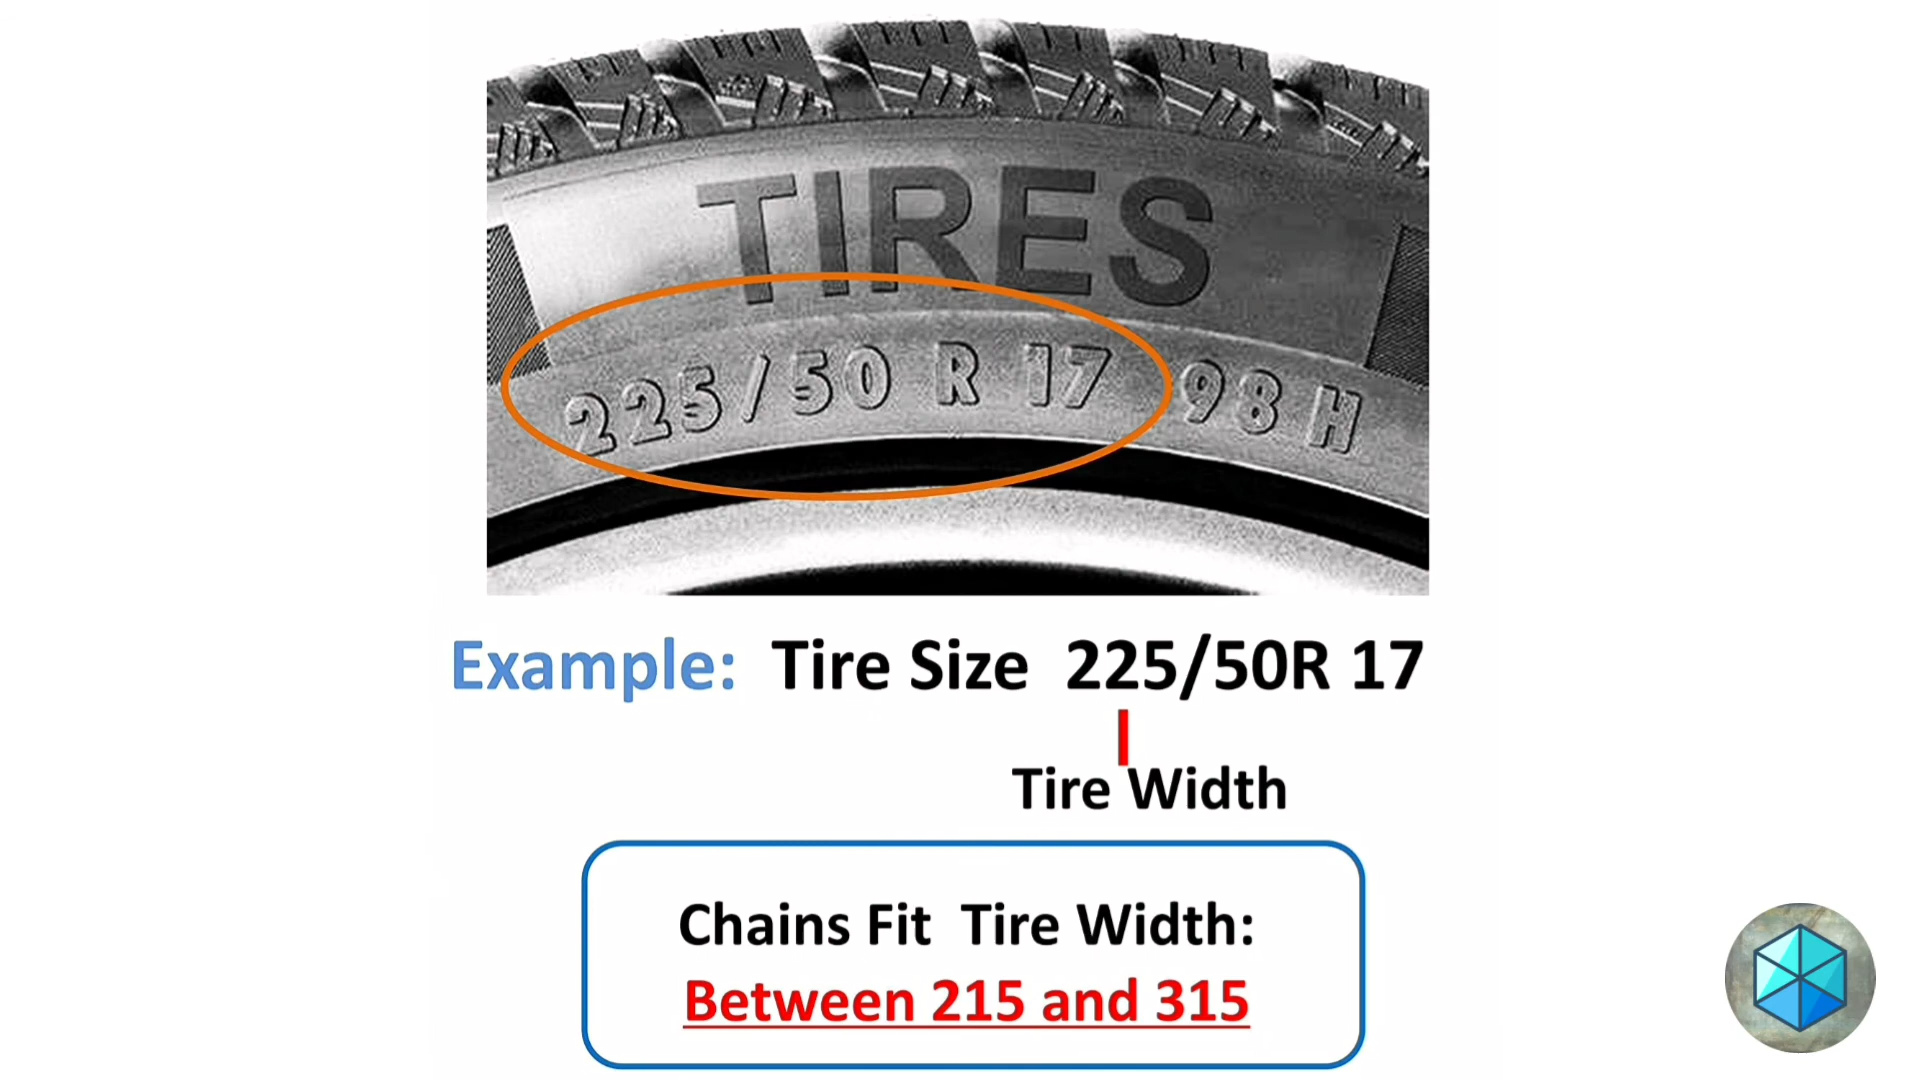 TIRES
225/50 R 17 98 H
Example: Tire Size 225/50R 17
Tire Width
Chains Fit Tire Width:
Between 215 and 315